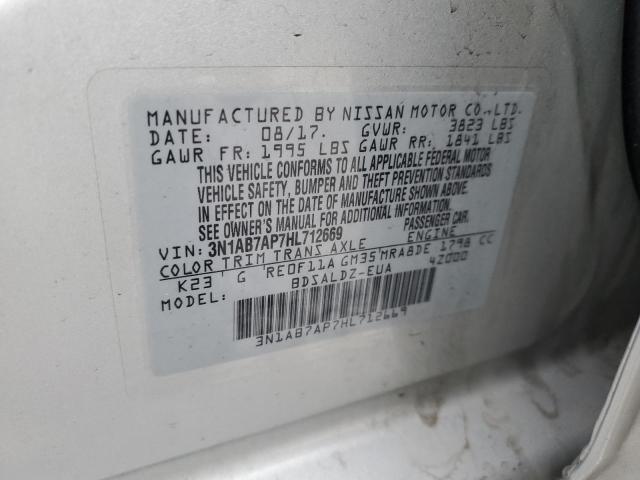 MANUFACTURED BY NISSAN MOTOR CO.,LTD.
DATE: 08/17. GVWR: 3823 LBS
GAWR FR: 1995 LBS GAWR RR: 1841 LBS
THIS VEHICLE CONFORMS TO ALL APPLICABLE FEDERAL MOTOR
VEHICLE SAFETY, BUMPER AND THEFT PREVENTION STANDARDS
IN EFFECT ON THE DATE OF MANUFACTURE SHOWN ABOVE.
SEE OWNER'S MANUAL FOR ADDITIONAL INFORMATION.
VIN: 3N1AB7AP7HL712669 PASSENGER CAR.
COLOR TRIM TRANS AXLE ENGINE
K23 G RE0F11A GM35 MRA8DE 1798 CC
MODEL: BDSALDZ-EUA 4Z000
3N1AB7AP7HL712669